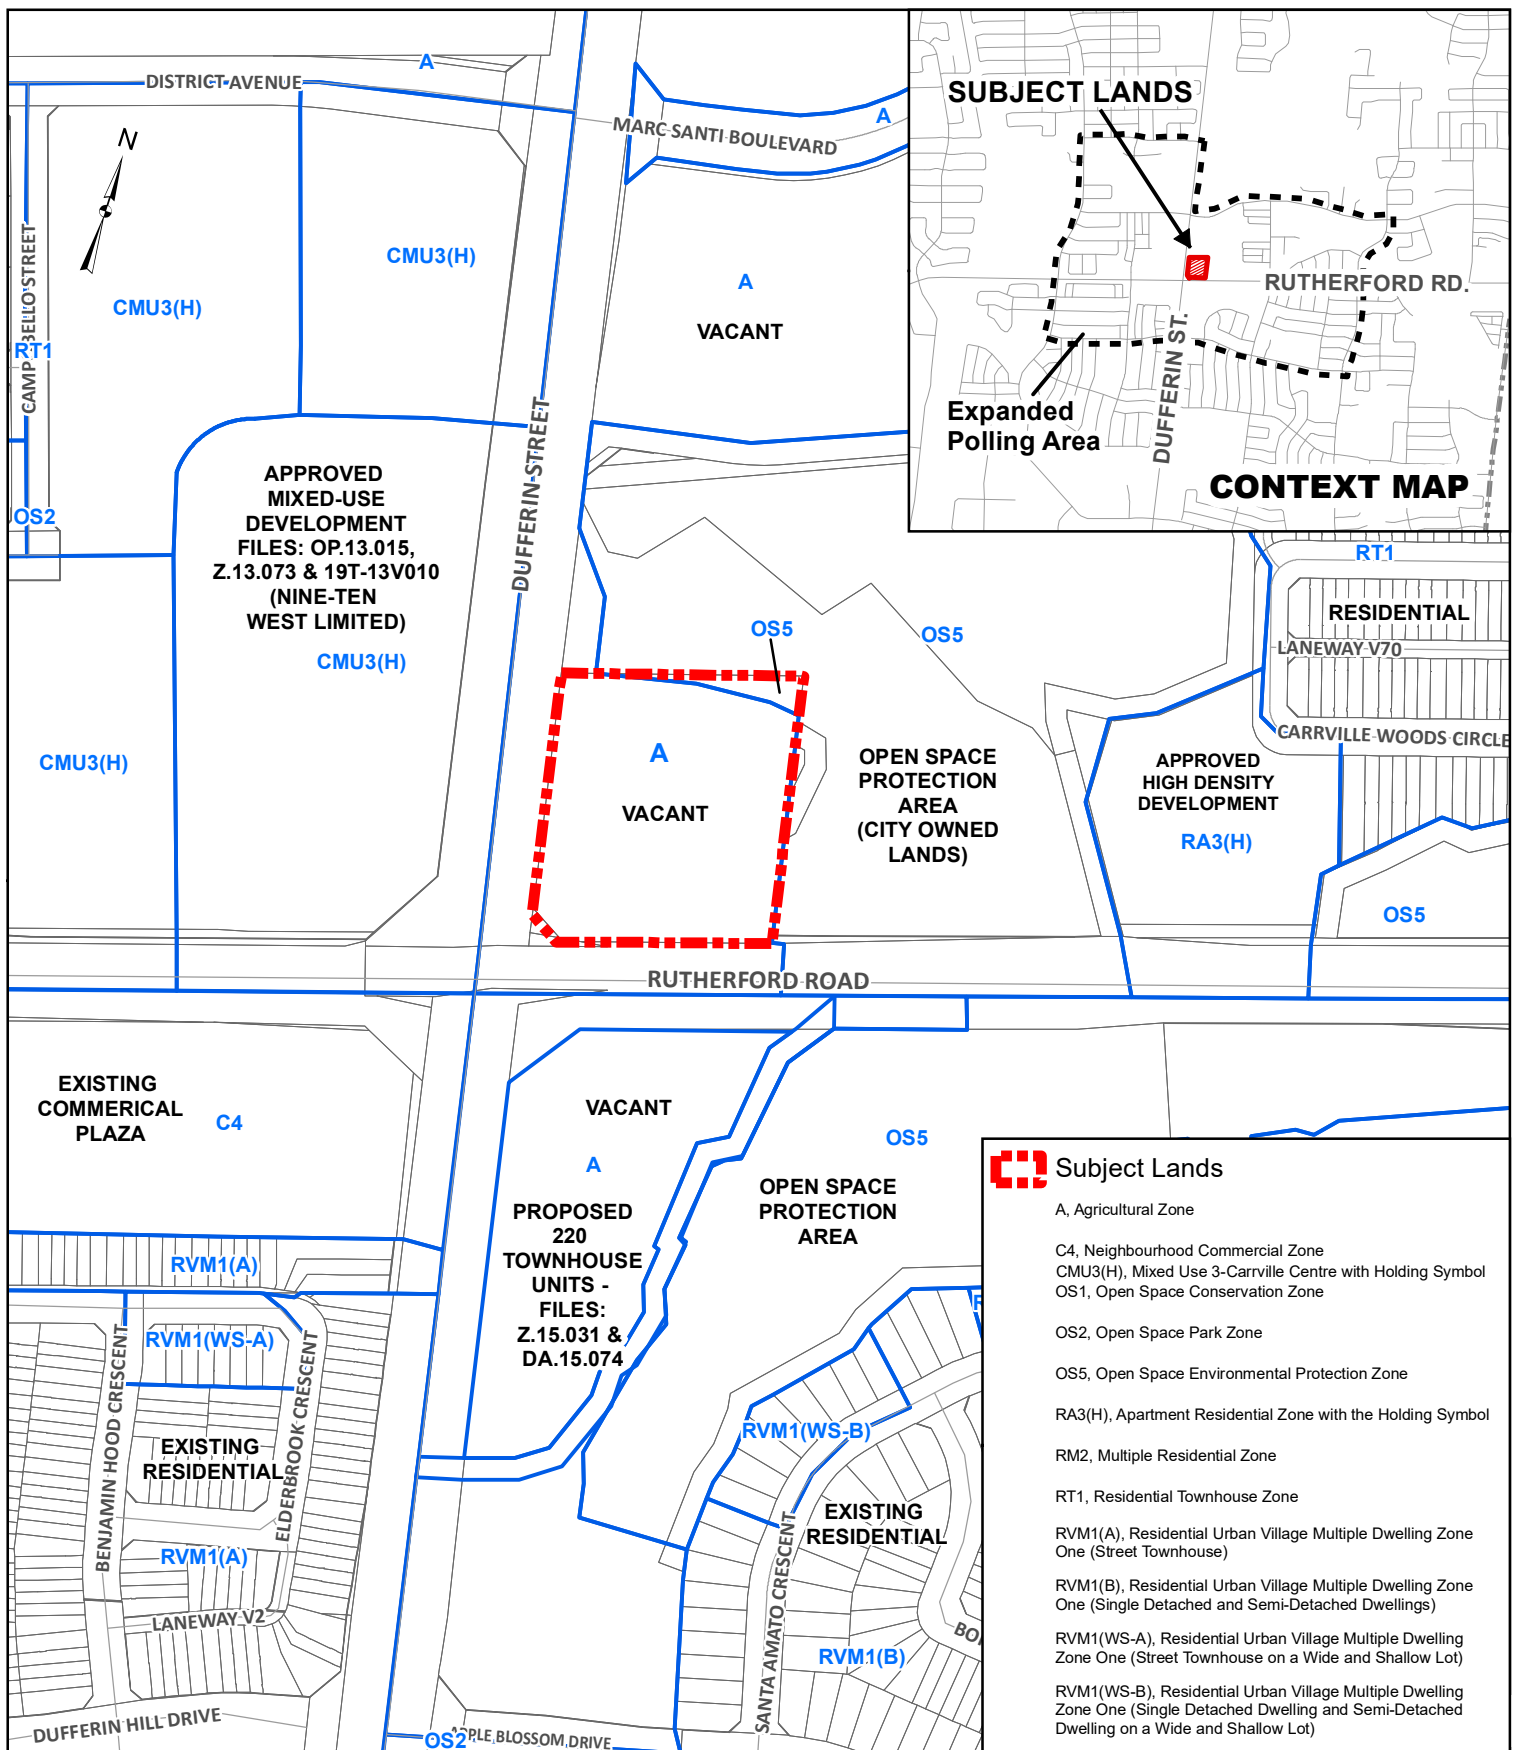 A
DISTRICT AVENUE
N
MARC SANTI BOULEVARD
A
CAMPOBELLO STREET
CMU3(H)
CMU3(H)
A
VACANT
RT1
OS2
APPROVED
MIXED-USE
DEVELOPMENT
FILES: OP.13.015,
Z.13.073 & 19T-13V010
(NINE-TEN
WEST LIMITED)
CMU3(H)
CMU3(H)
DUFFERIN STREET
SUBJECT LANDS
RUTHERFORD RD.
DUFFERIN ST.
Expanded
Polling Area
CONTEXT MAP
RT1
RESIDENTIAL
LANEWAY V70
CARRVILLE WOODS CIRCLE
OS5
OS5
A
VACANT
OPEN SPACE
PROTECTION
AREA
(CITY OWNED
LANDS)
APPROVED
HIGH DENSITY
DEVELOPMENT
RA3(H)
OS5
RUTHERFORD ROAD
EXISTING
COMMERICAL
PLAZA
C4
VACANT
A
PROPOSED
220
TOWNHOUSE
UNITS -
FILES:
Z.15.031 &
DA.15.074
OS5
OPEN SPACE
PROTECTION
AREA
RVM1(A)
RVM1(WS-A)
BENJAMIN HOOD CRESCENT
ELDERBROOK CRESCENT
EXISTING
RESIDENTIAL
RVM1(A)
LANEWAY V2
DUFFERIN HILL DRIVE
OS2
APPLE BLOSSOM DRIVE
RVM1(WS-B)
EXISTING
RESIDENTIAL
SANTA AMATO CRESCENT
RVM1(B)
Subject Lands
A, Agricultural Zone
C4, Neighbourhood Commercial Zone
CMU3(H), Mixed Use 3-Carrville Centre with Holding Symbol
OS1, Open Space Conservation Zone
OS2, Open Space Park Zone
OS5, Open Space Environmental Protection Zone
RA3(H), Apartment Residential Zone with the Holding Symbol
RM2, Multiple Residential Zone
RT1, Residential Townhouse Zone
RVM1(A), Residential Urban Village Multiple Dwelling Zone
One (Street Townhouse)
RVM1(B), Residential Urban Village Multiple Dwelling Zone
One (Single Detached and Semi-Detached Dwellings)
RVM1(WS-A), Residential Urban Village Multiple Dwelling
Zone One (Street Townhouse on a Wide and Shallow Lot)
RVM1(WS-B), Residential Urban Village Multiple Dwelling
Zone One (Single Detached Dwelling and Semi-Detached
Dwelling on a Wide and Shallow Lot)